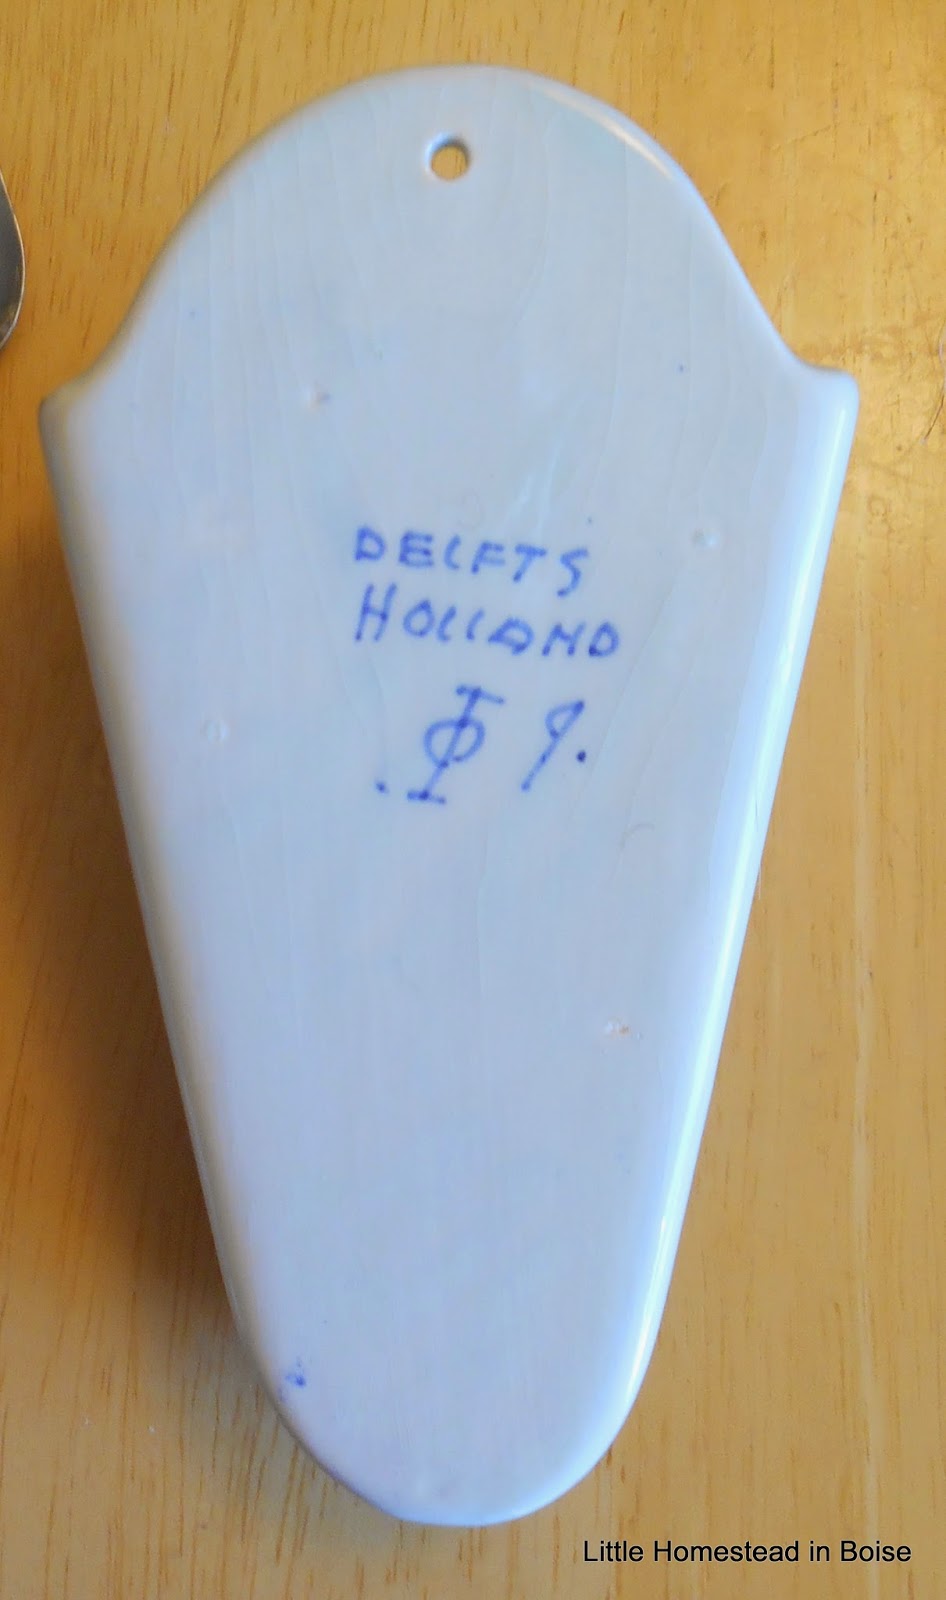 DELFTS
HOLLAND
Little Homestead in Boise